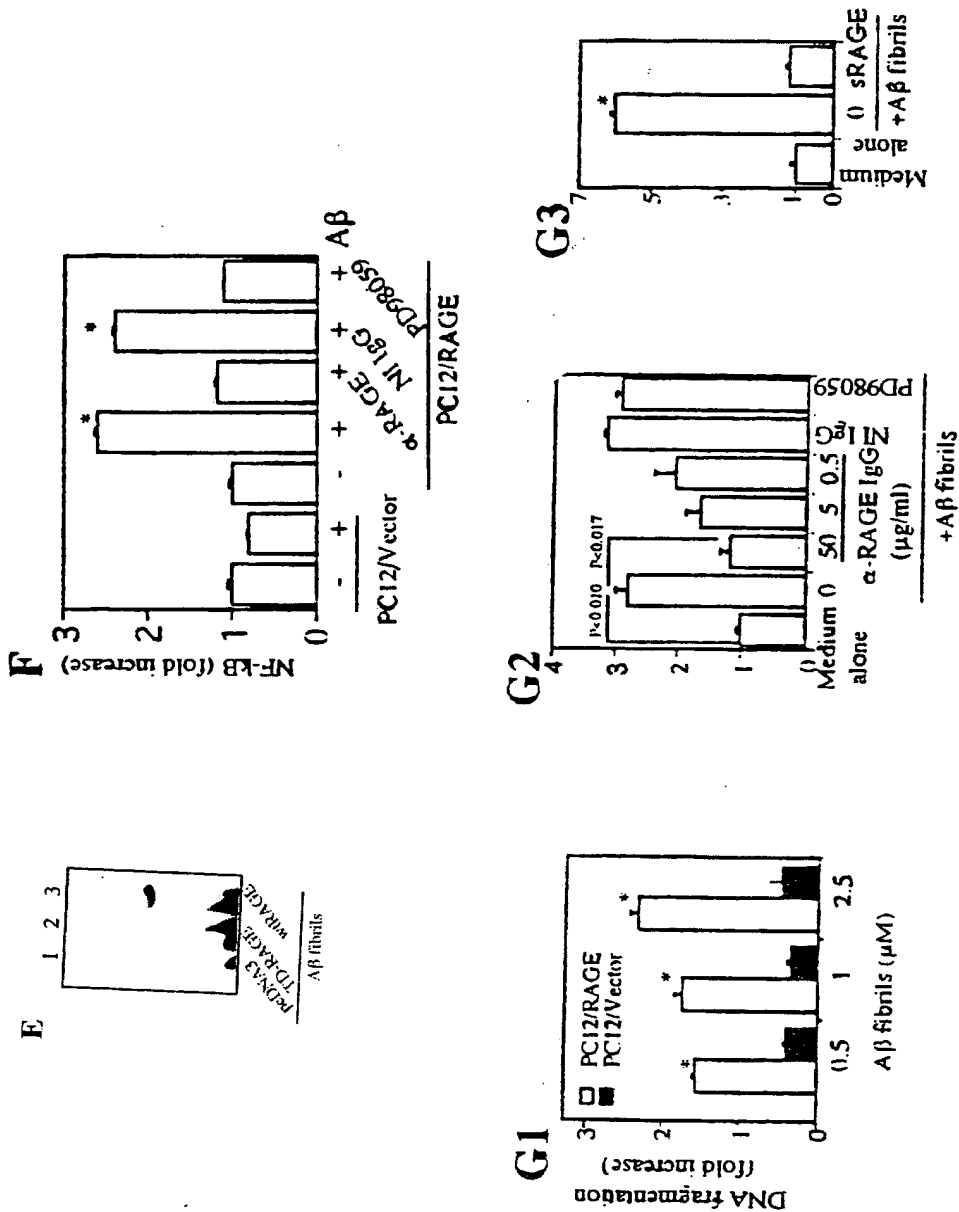 E
1 2 3
pcDNA3
TD-RAGE
wtRAGE
Aβ fibrils
F
NF-kB (fold increase)
3
2
1
0
- + - + + + + Aβ
α-RAGE
NI IgG
PD98059
PC12/Vector
PC12/RAGE
G1
DNA fragmentation
(fold increase)
3
2
1
0
PC12/RAGE
PC12/Vector
* * *
0.5 1 2.5
Aβ fibrils (μM)
G2
4
3
2
1
0
P<0.010
P<0.017
Medium
alone
0 50 5 0.5
α-RAGE IgG
(μg/ml)
NI IgG
PD98059
+Aβ fibrils
G3
7
5
3
1
0
*
Medium
alone
0 sRAGE
+Aβ fibrils